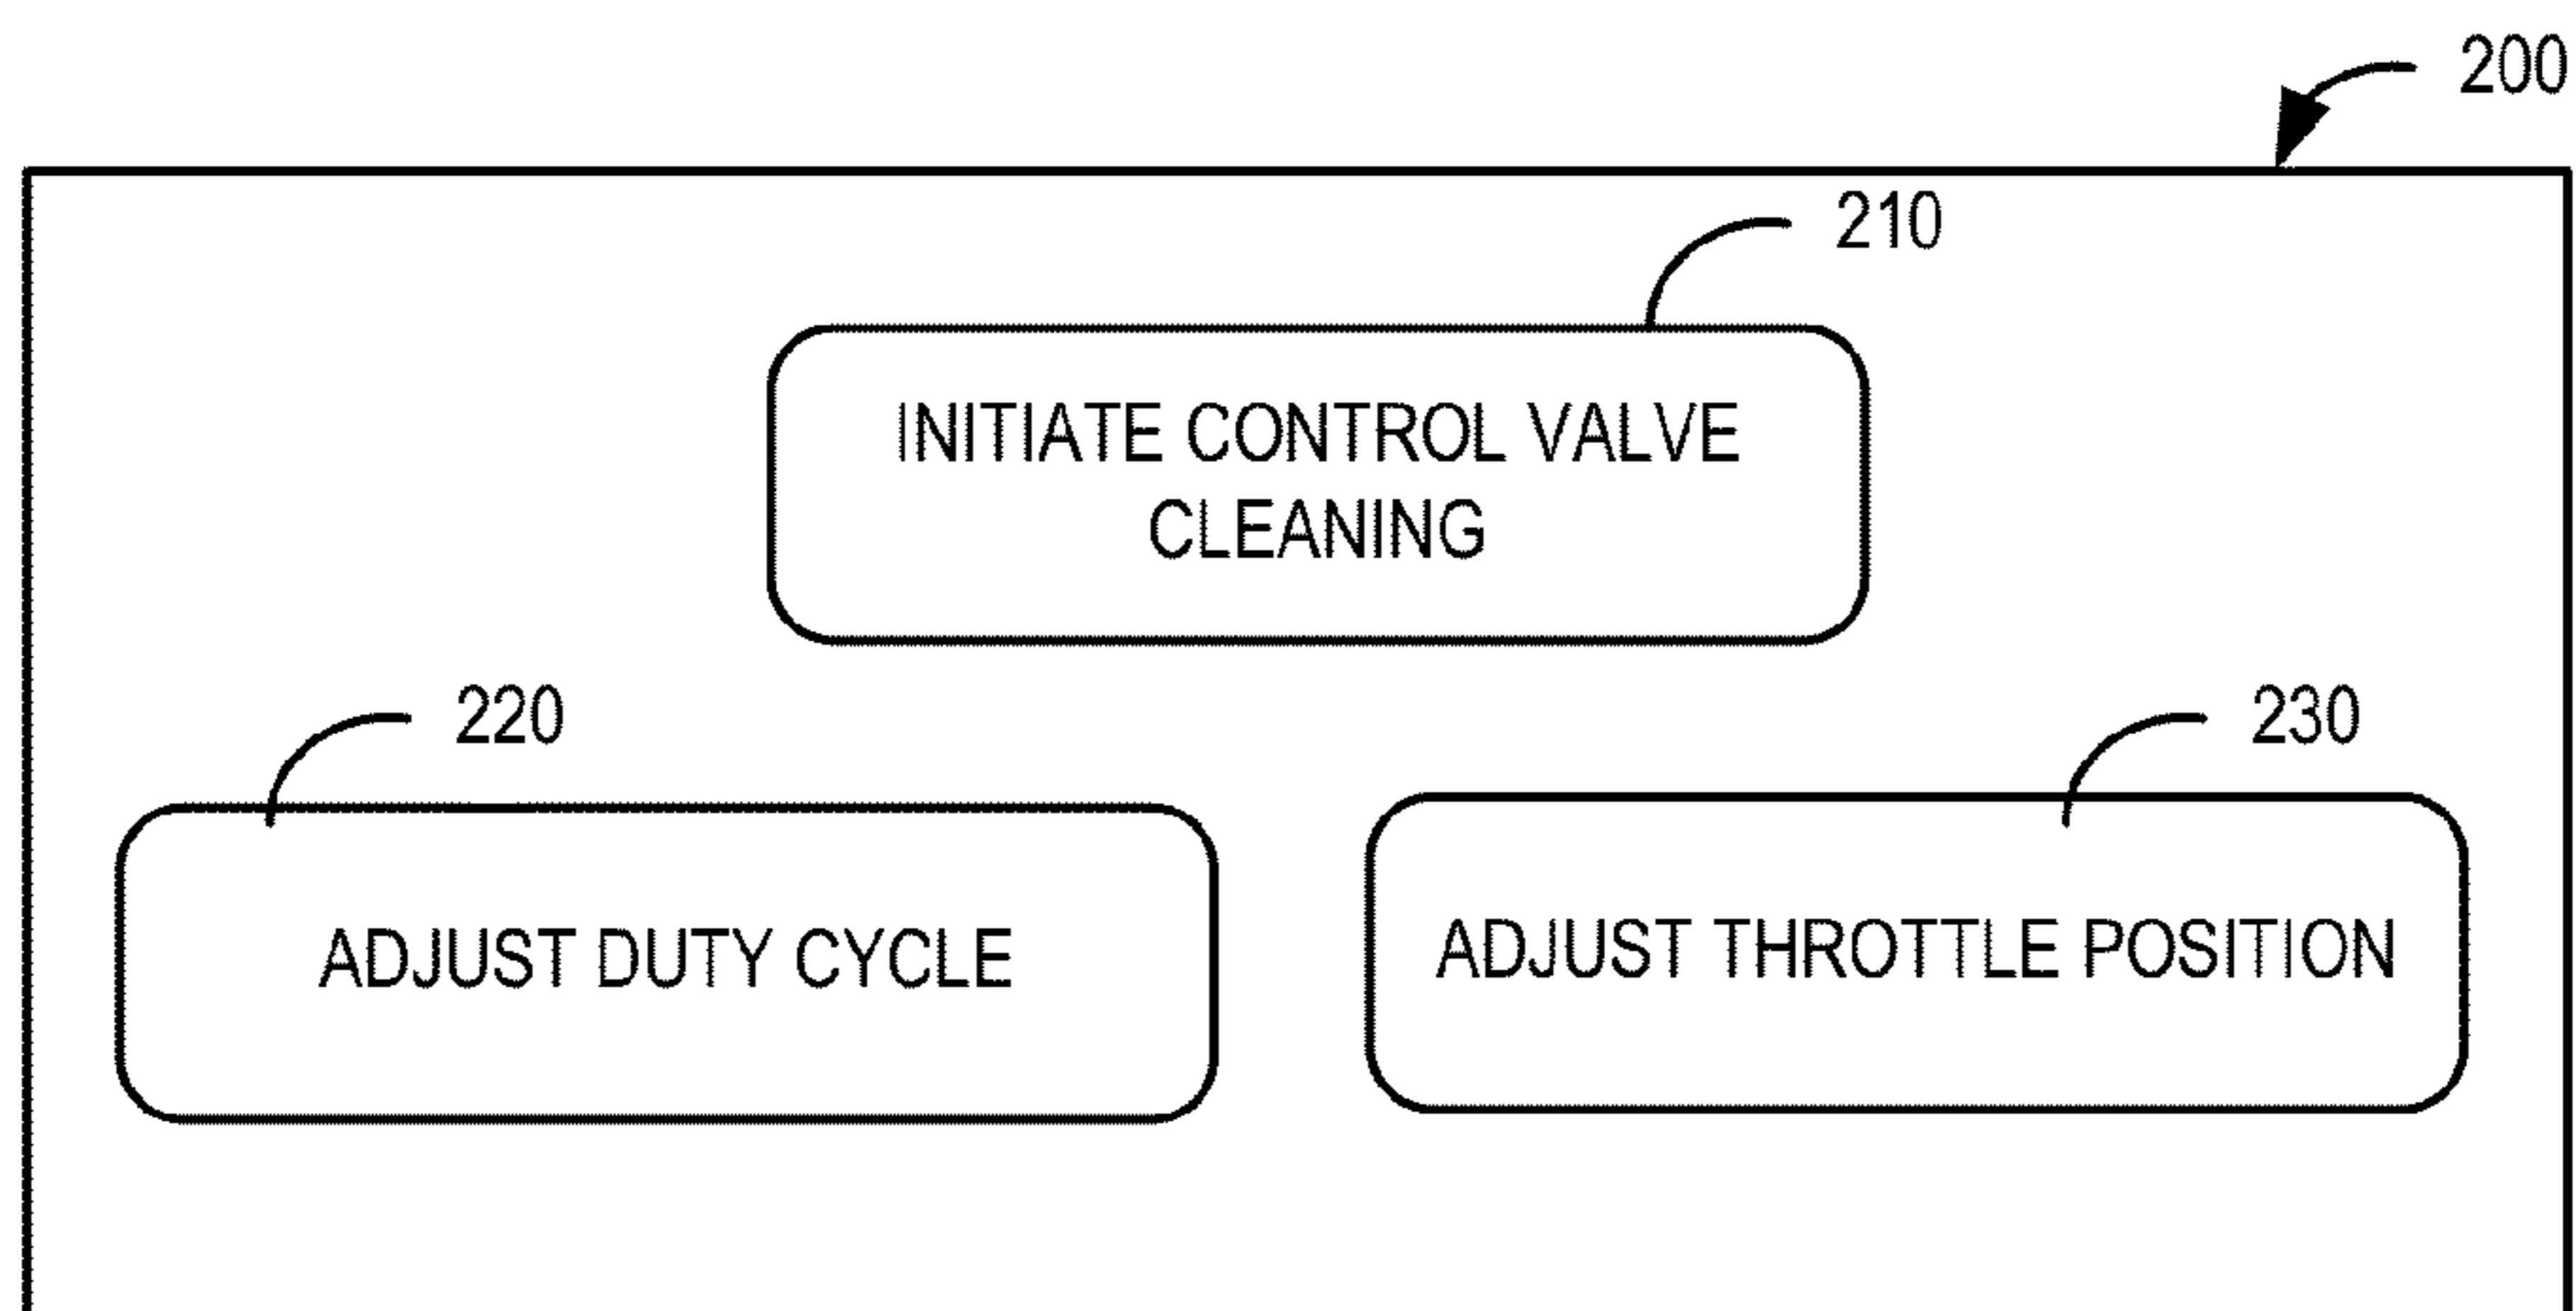 200
210
INITIATE CONTROL VALVE
CLEANING
220
230
ADJUST DUTY CYCLE
ADJUST THROTTLE POSITION